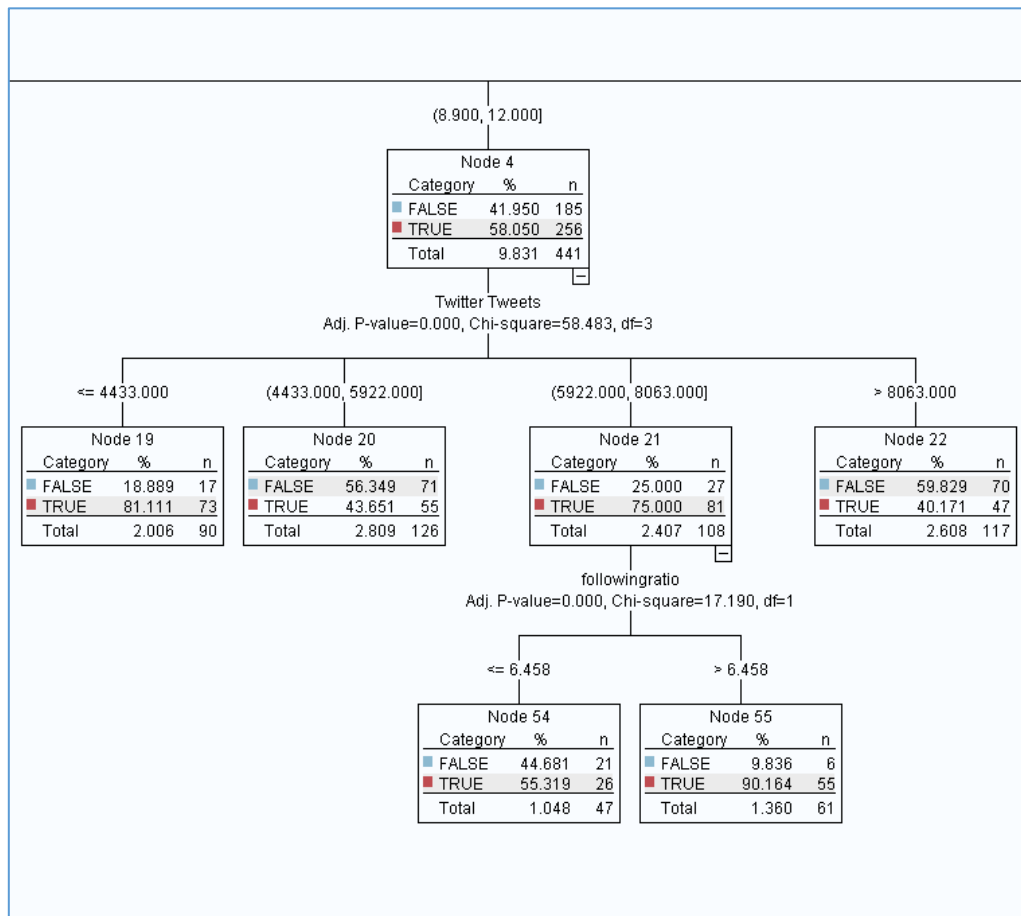 (8.900, 12.000]
Node 4
Category % n
FALSE 41.950 185
TRUE 58.050 256
Total 9.831 441
Twitter Tweets
Adj. P-value=0.000, Chi-square=58.483, df=3
<= 4433.000 (4433.000, 5922.000] (5922.000, 8063.000] > 8063.000
Node 19
Category % n
FALSE 18.889 17
TRUE 81.111 73
Total 2.006 90
Node 20
Category % n
FALSE 56.349 71
TRUE 43.651 55
Total 2.809 126
Node 21
Category % n
FALSE 25.000 27
TRUE 75.000 81
Total 2.407 108
Node 22
Category % n
FALSE 59.829 70
TRUE 40.171 47
Total 2.608 117
followingratio
Adj. P-value=0.000, Chi-square=17.190, df=1
<= 6.458 > 6.458
Node 54
Category % n
FALSE 44.681 21
TRUE 55.319 26
Total 1.048 47
Node 55
Category % n
FALSE 9.836 6
TRUE 90.164 55
Total 1.360 61